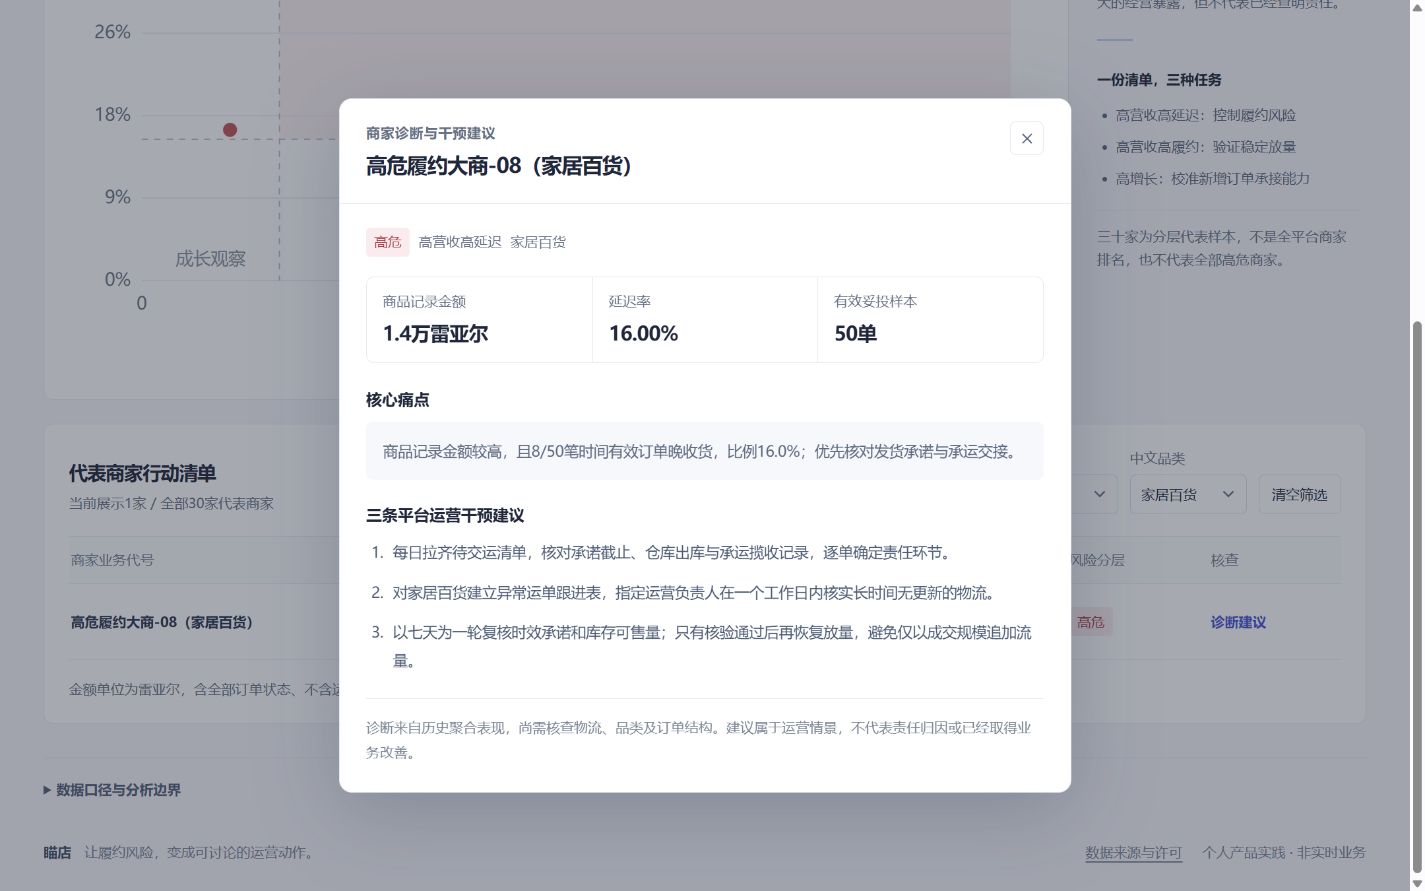 26%
18%
9%
成长观察
0%
0
一份清单，三种任务
高营收高延迟：控制履约风险
高营收高履约：验证稳定放量
高增长：校准新增订单承接能力
三十家为分层代表样本，不是全平台商家
排名，也不代表全部高危商家。
商家诊断与干预建议
高危履约大商-08（家居百货）
高危 高营收高延迟 家居百货
商品记录金额 延迟率 有效妥投样本
1.4万雷亚尔 16.00% 50单
核心痛点
商品记录金额较高，且8/50笔时间有效订单晚收货，比例16.0%；优先核对发货承诺与承运交接。
三条平台运营干预建议
1. 每日拉齐待交运清单，核对承诺截止、仓库出库与承运揽收记录，逐单确定责任环节。
2. 对家居百货建立异常运单跟进表，指定运营负责人在一个工作日内核实长时间无更新的物流。
3. 以七天为一轮复核时效承诺和库存可售量；只有核验通过后再恢复放量，避免仅以成交规模追加流
量。
诊断来自历史聚合表现，尚需核查物流、品类及订单结构。建议属于运营情景，不代表责任归因或已经取得业
务改善。
代表商家行动清单
当前展示1家 / 全部30家代表商家
中文品类
家居百货 清空筛选
商家业务代号 风险分层 核查
高危履约大商-08（家居百货） 高危 诊断建议
金额单位为雷亚尔，含全部订单状态、不含
数据口径与分析边界
瞄店 让履约风险，变成可讨论的运营动作。 数据来源与许可 个人产品实践 · 非实时业务